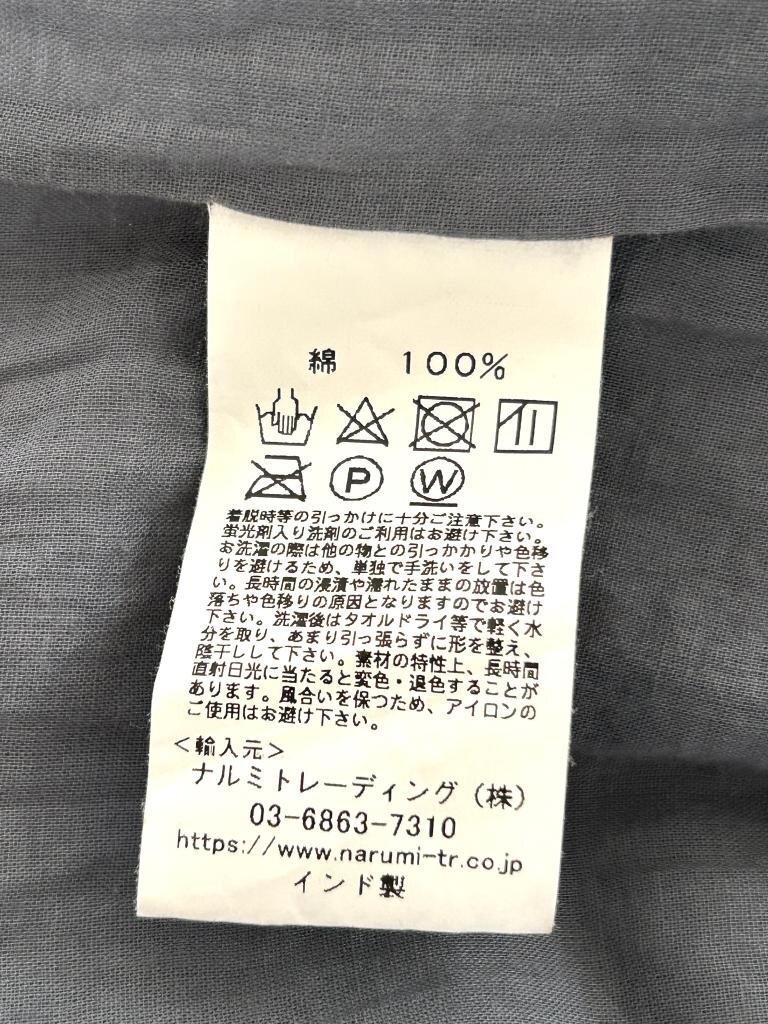 綿　100%
P W
着脱時等の引っかけに十分ご注意下さい。
蛍光剤入り洗剤のご利用はお避け下さい。
お洗濯の際は他の物との引っかかりや色移
りを避けるため、単独で手洗いをして下さ
い。長時間の浸漬や濡れたままの放置は色
落ちや色移りの原因となりますのでお避け
下さい。洗濯後はタオルドライ等で軽く水
分を取り、あまり引っ張らずに形を整え、
陰干しして下さい。素材の特性上、長時間
直射日光に当たると変色・退色することが
あります。風合いを保つため、アイロンの
ご使用はお避け下さい。
＜輸入元＞
ナルミトレーディング（株）
03-6863-7310
https://www.narumi-tr.co.jp
インド製